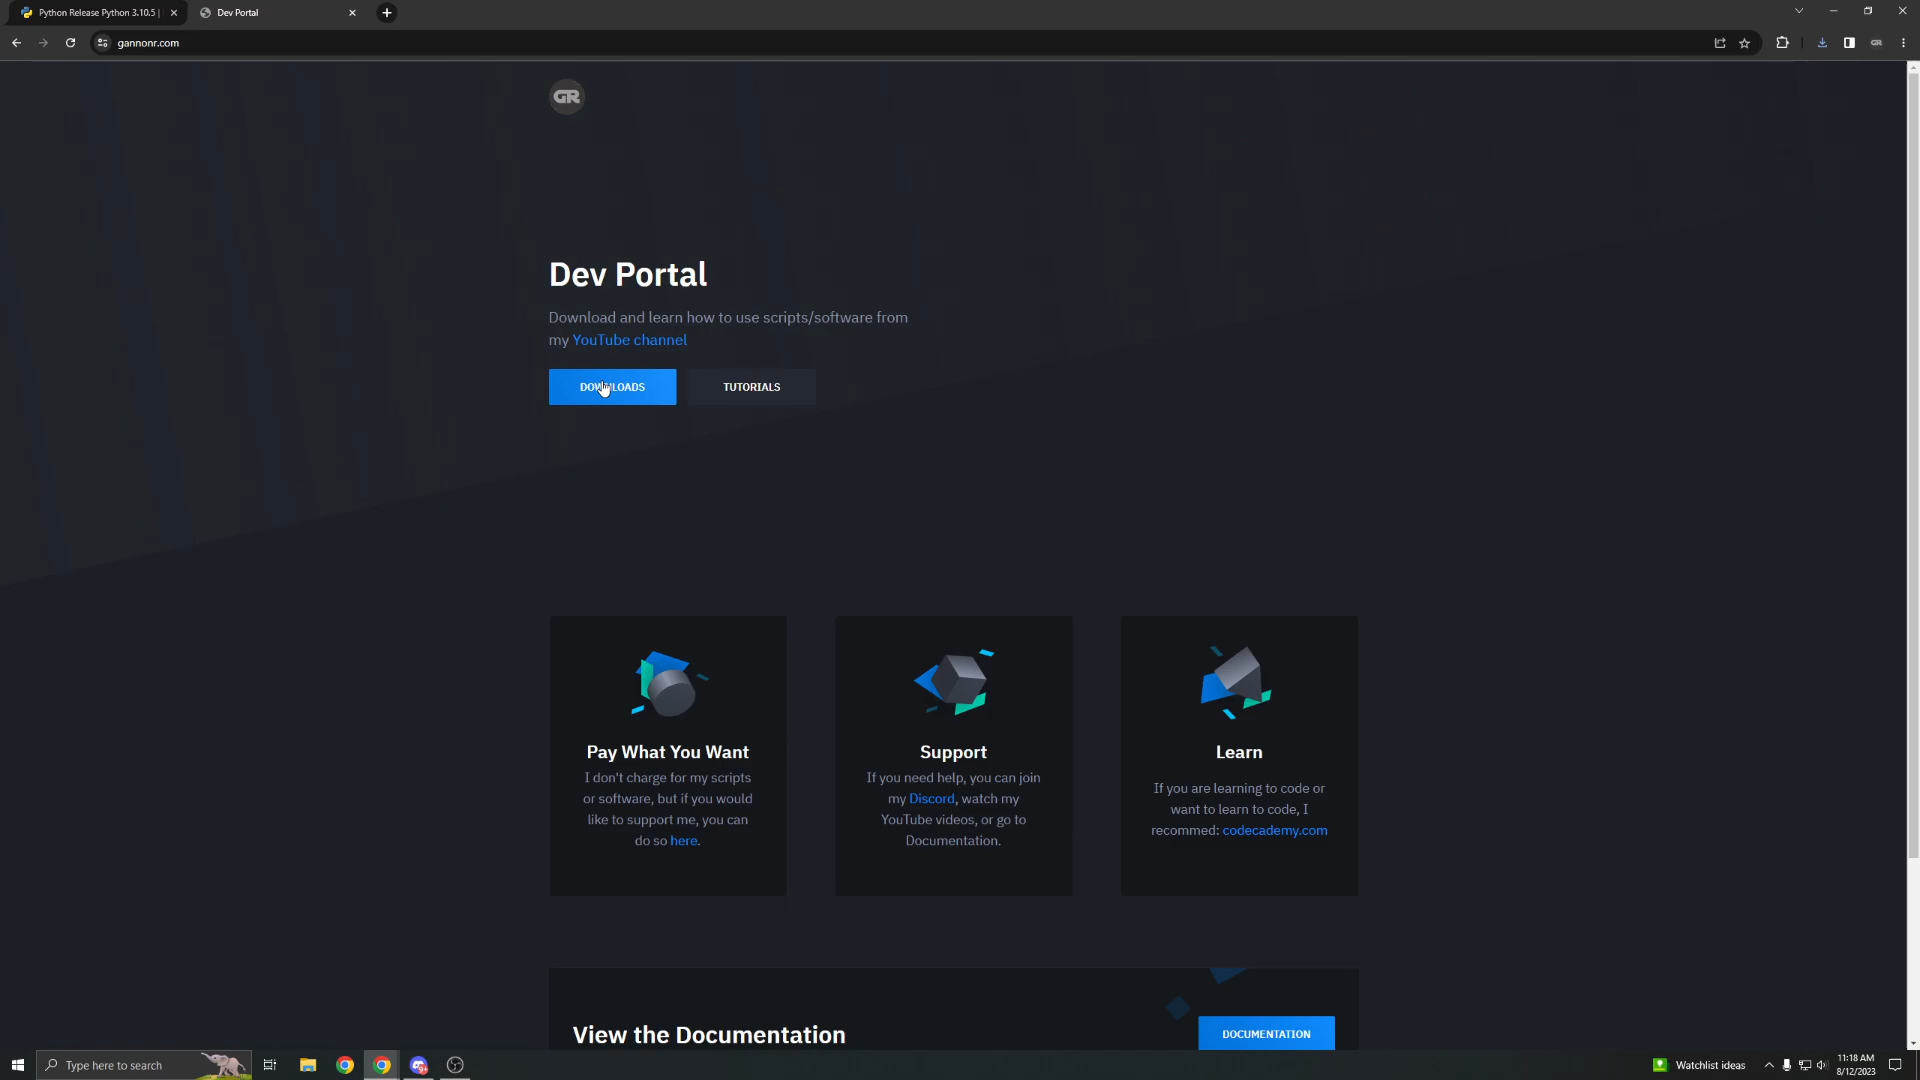 Python Release Python 3.10.5 |
Dev Portal
gannonr.com
GR
GR
Dev Portal
Download and learn how to use scripts/software from
my YouTube channel
DOWNLOADS
TUTORIALS
Pay What You Want
I don't charge for my scripts
or software, but if you would
like to support me, you can
do so here.
Support
If you need help, you can join
my Discord, watch my
YouTube videos, or go to
Documentation.
Learn
If you are learning to code or
want to learn to code, I
recommed: codecademy.com
View the Documentation
DOCUMENTATION
Type here to search
Watchlist ideas
11:18 AM
8/12/2023